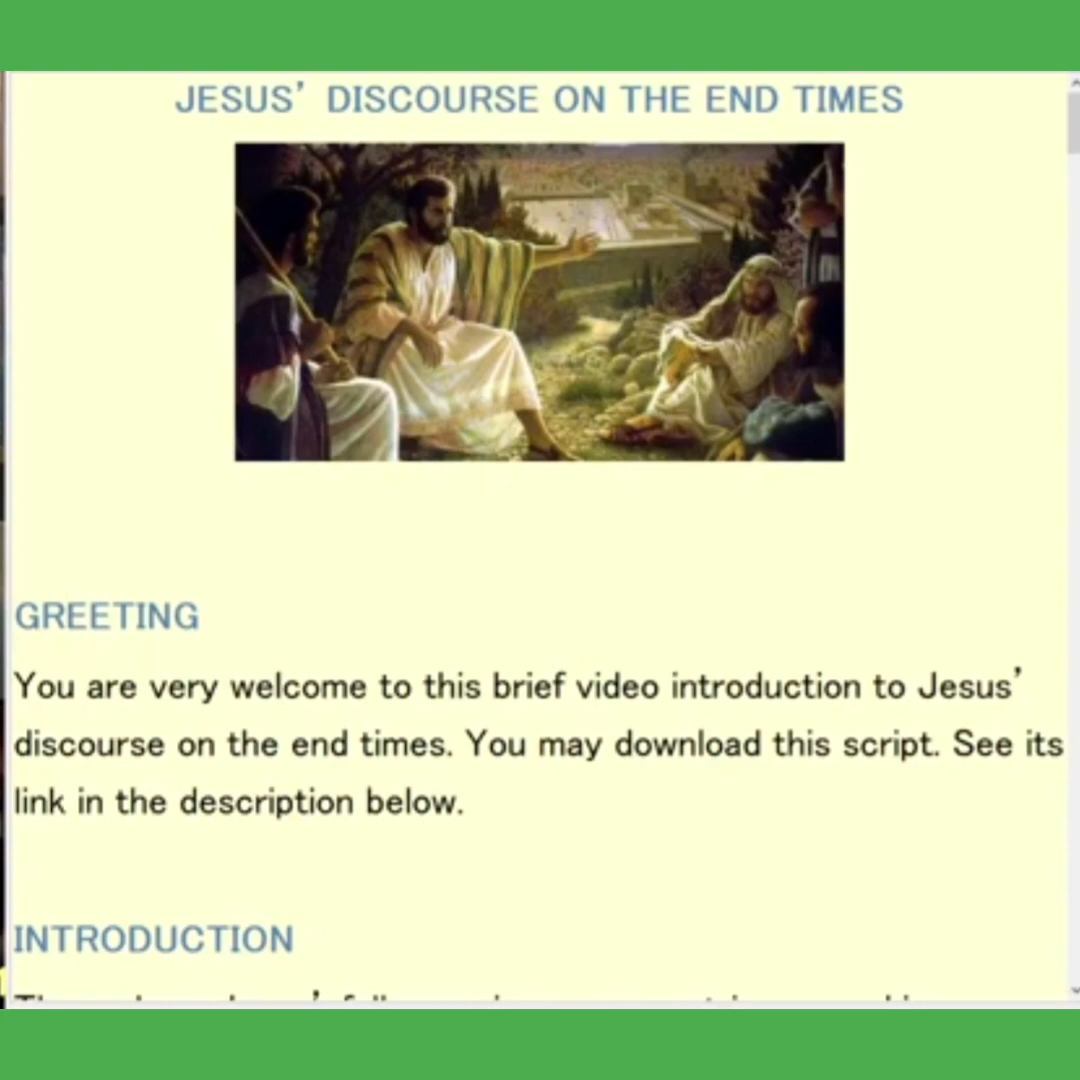 JESUS’ DISCOURSE ON THE END TIMES
GREETING
You are very welcome to this brief video introduction to Jesus’
discourse on the end times. You may download this script. See its
link in the description below.
INTRODUCTION